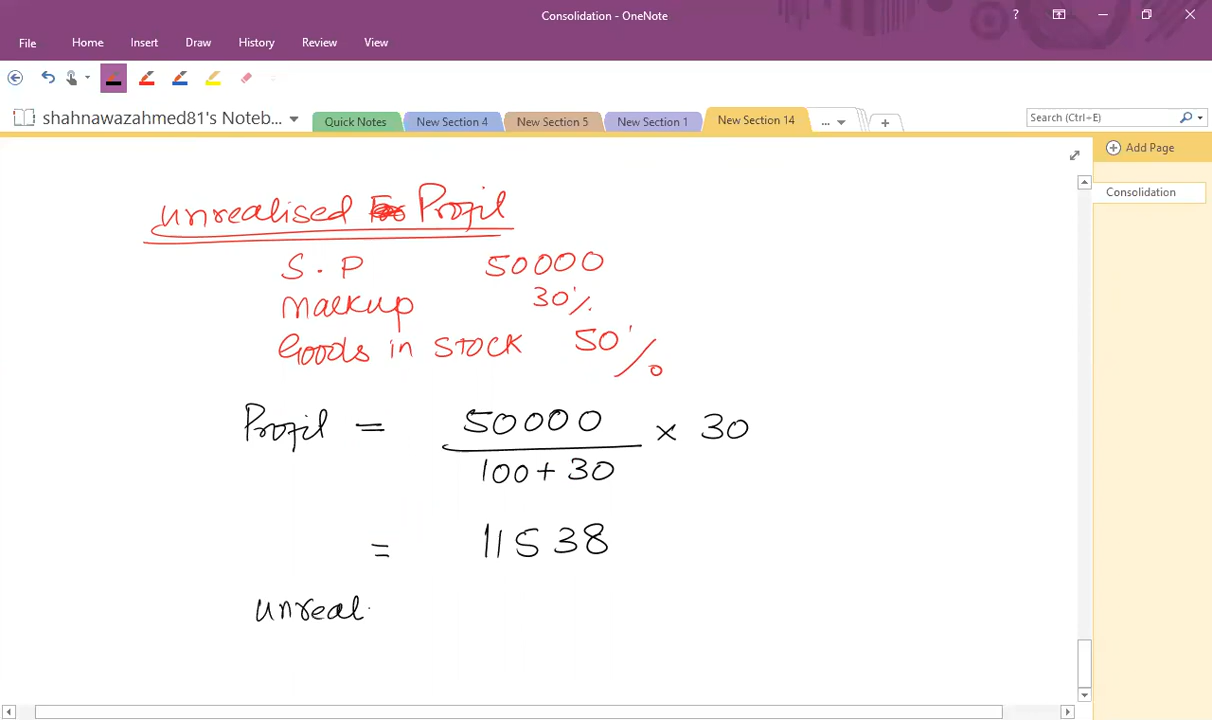 Consolidation - OneNote
?
File Home Insert Draw History Review View
shahnawazahmed81's Noteb... Quick Notes New Section 4 New Section 5 New Section 1 New Section 14 ... + Search (Ctrl+E)
Add Page
Consolidation
unrealised Profit
S.P 50000
Markup 30%
Goods in STOCK 50%
Profit = 50000 × 30
100+30
= 11538
unreal